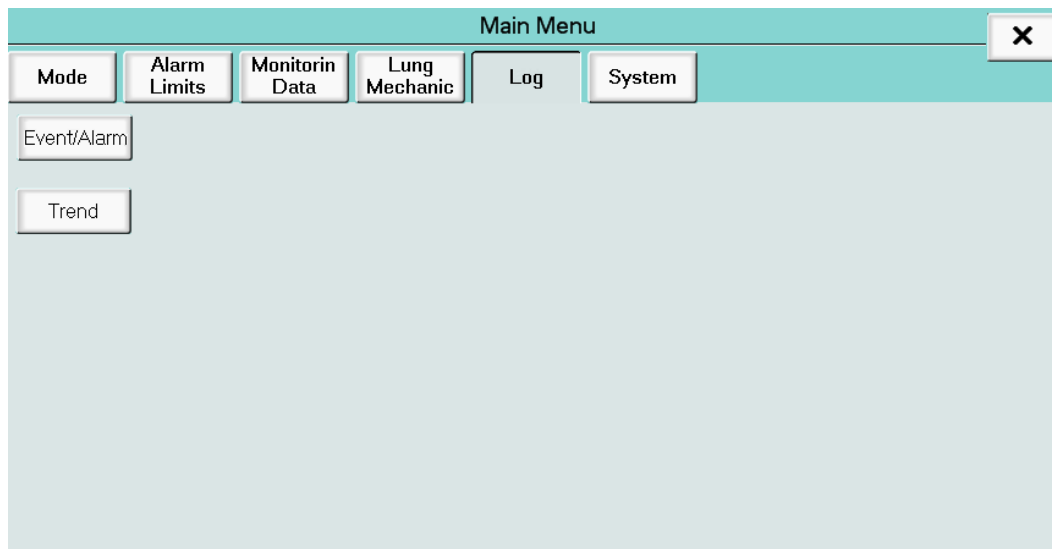 Main Menu
×
Mode
Alarm
Limits
Monitorin
Data
Lung
Mechanic
Log
System
Event/Alarm
Trend